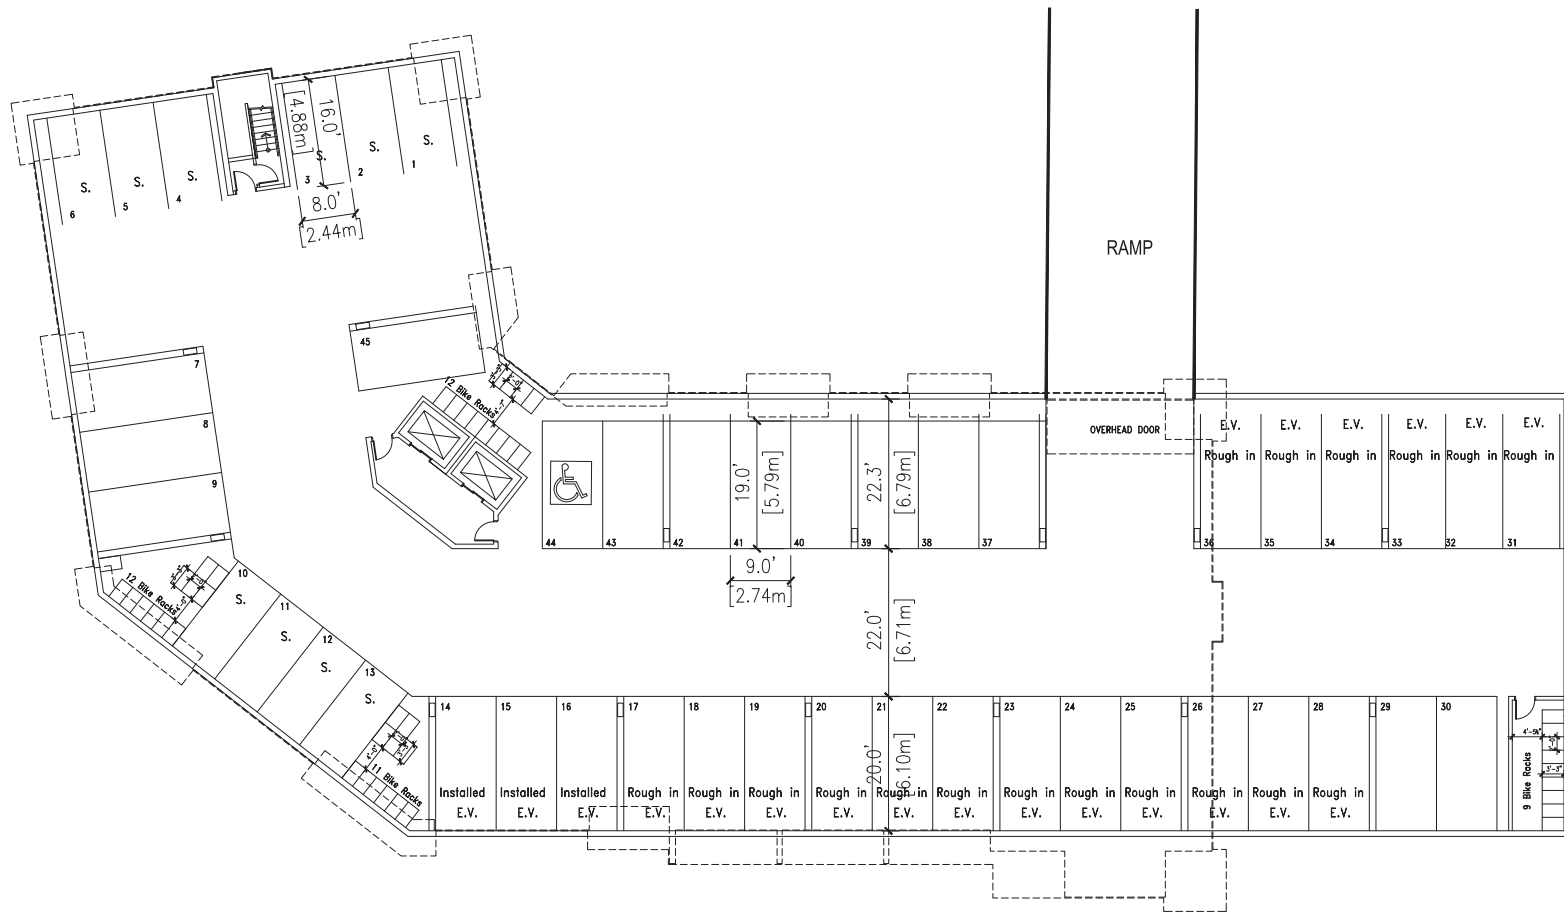 RAMP
OVERHEAD DOOR
S.
6
S.
5
S.
4
S.
3
S.
2
S.
1
16.0'
[4.88m]
8.0'
[2.44m]
45
7
8
9
12 Bike Racks
12 Bike Racks
10
S.
11
S.
12
S.
13
S.
11 Bike Racks
44
43
42
41
40
39
38
37
19.0'
[5.79m]
22.3'
[6.79m]
9.0'
[2.74m]
22.0'
[6.71m]
20.0'
[6.10m]
E.V. E.V. E.V. E.V. E.V. E.V.
Rough in Rough in Rough in Rough in Rough in Rough in
36 35 34 33 32 31
14 15 16 17 18 19 20 21 22 23 24 25 26 27 28 29 30
Installed Installed Installed Rough in Rough in Rough in Rough in Rough in Rough in Rough in Rough in Rough in Rough in Rough in Rough in
E.V. E.V. E.V. E.V. E.V. E.V. E.V. E.V. E.V. E.V. E.V. E.V. E.V. E.V. E.V.
9 Bike Racks
3'-3"